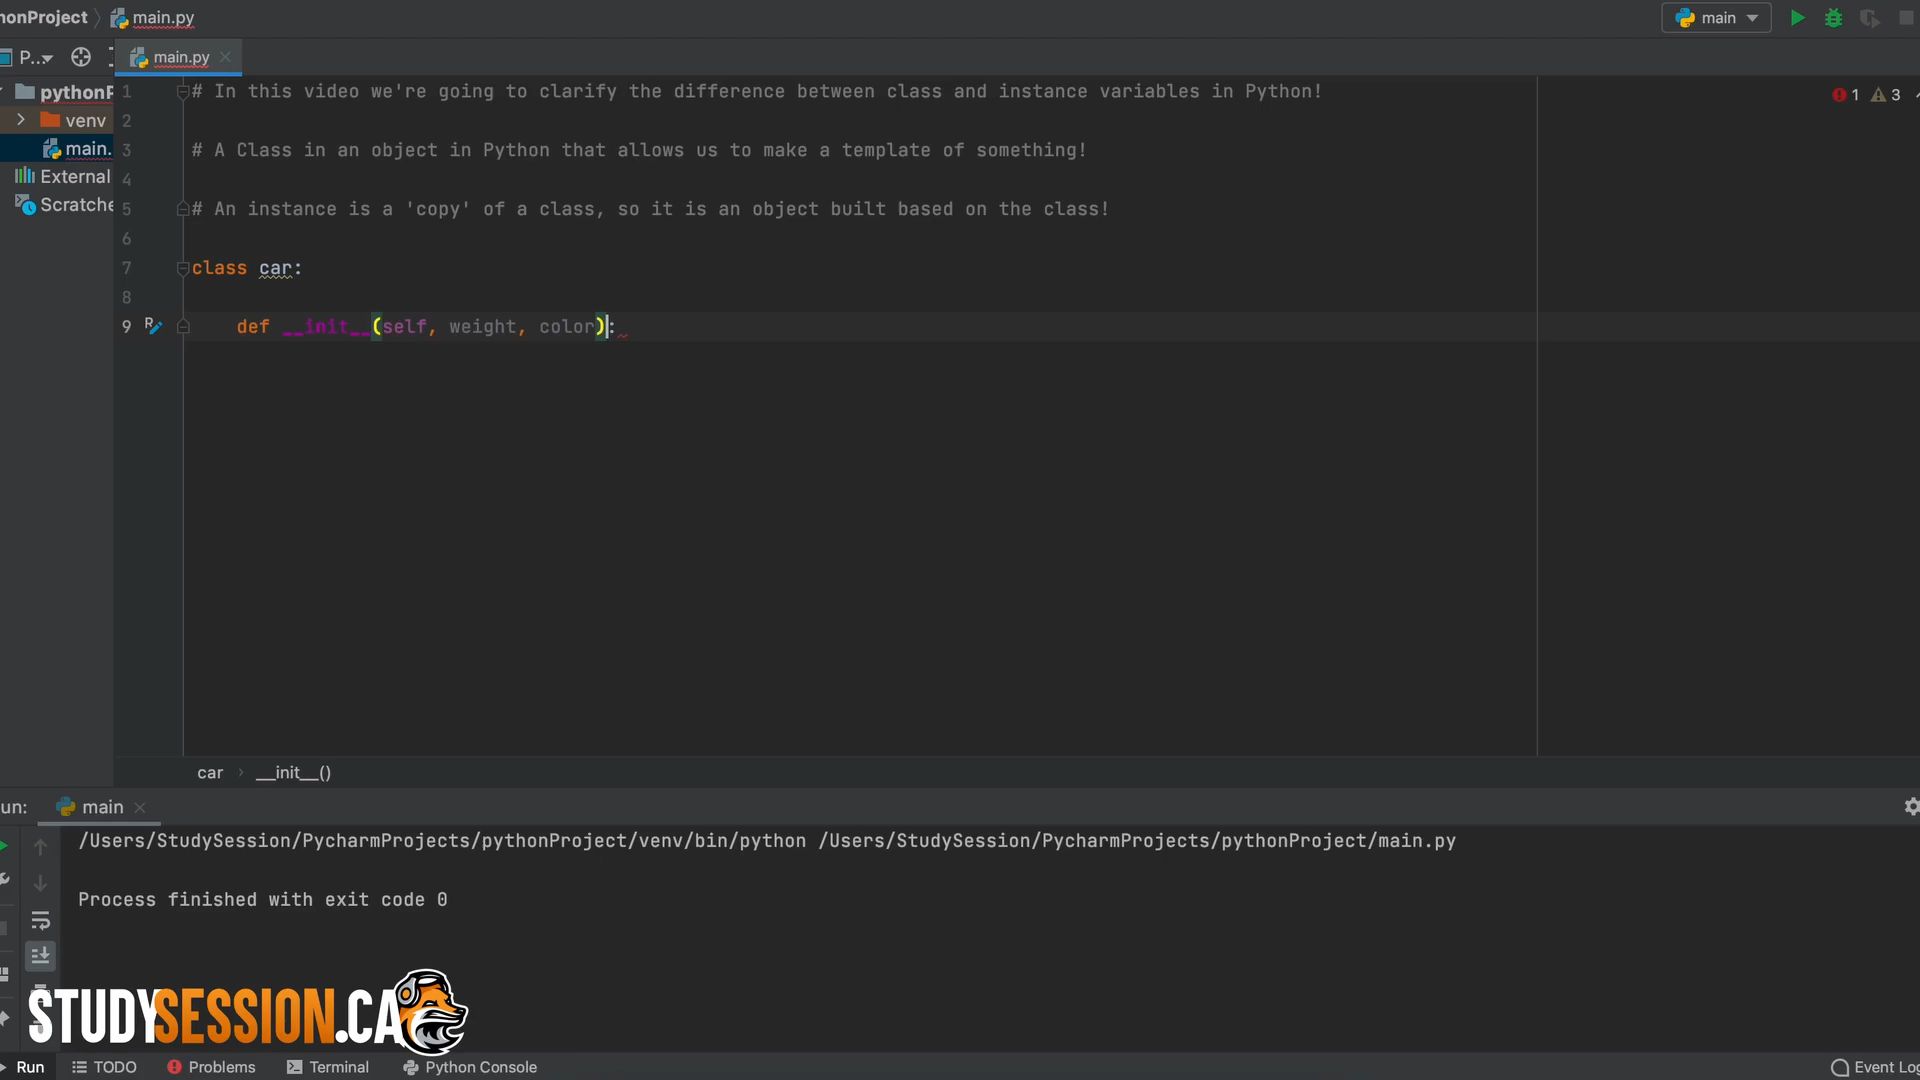 onProject main.py
main
P... main.py
pythonP
venv
main.
External
Scratche
1 # In this video we're going to clarify the difference between class and instance variables in Python!
2
3 # A Class in an object in Python that allows us to make a template of something!
4
5 # An instance is a 'copy' of a class, so it is an object built based on the class!
6
7 class car:
8
9 def __init__(self, weight, color):
1 3
car > __init__()
un: main
/Users/StudySession/PycharmProjects/pythonProject/venv/bin/python /Users/StudySession/PycharmProjects/pythonProject/main.py
Process finished with exit code 0
STUDYSESSION.CA
Run TODO Problems Terminal Python Console Event Log